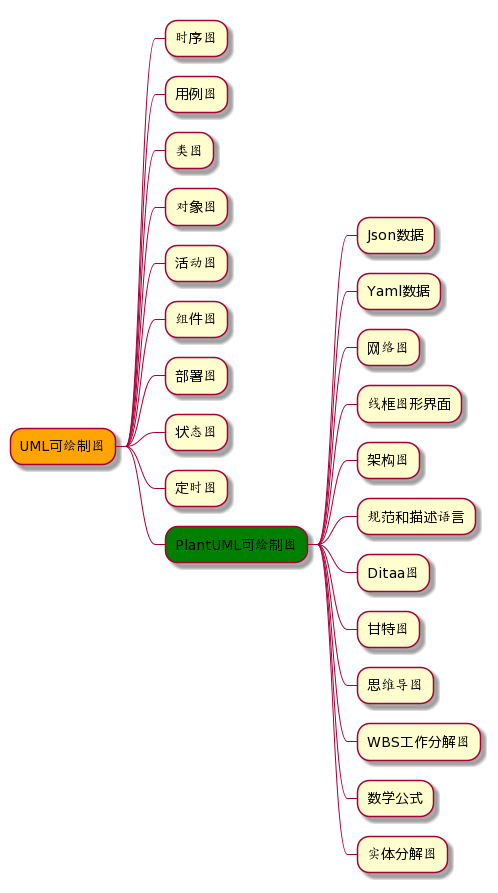 UML可绘制图
时序图
用例图
类图
对象图
活动图
组件图
部署图
状态图
定时图
PlantUML可绘制图
Json数据
Yaml数据
网络图
线框图形界面
架构图
规范和描述语言
Ditaa图
甘特图
思维导图
WBS工作分解图
数学公式
实体分解图